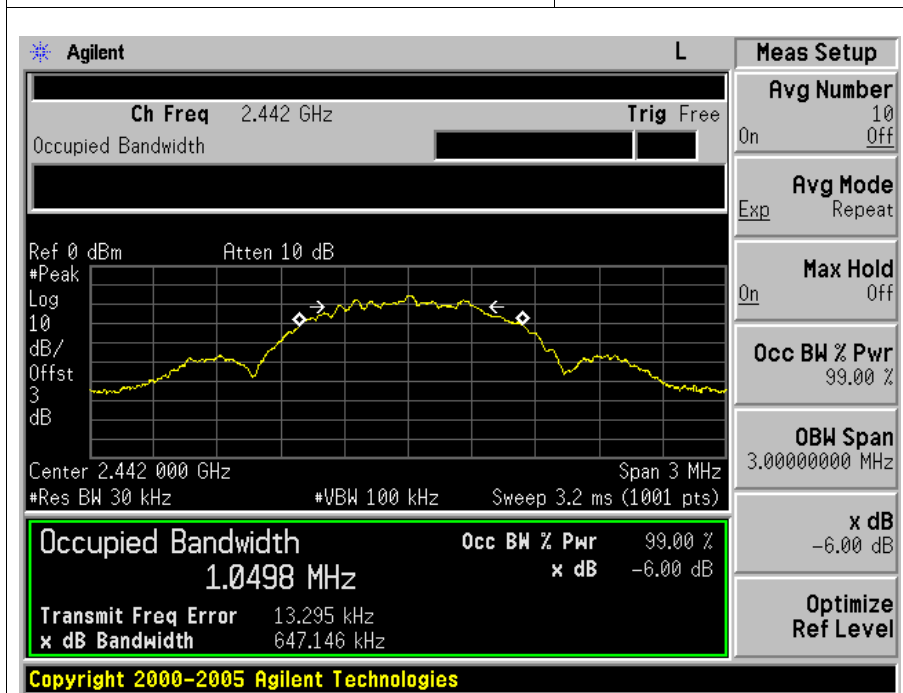 Agilent L
Ch Freq 2.442 GHz Trig Free
Occupied Bandwidth
Ref 0 dBm Atten 10 dB
#Peak
Log
10
dB/
Offst
3
dB
Center 2.442 000 GHz Span 3 MHz
#Res BW 30 kHz #VBW 100 kHz Sweep 3.2 ms (1001 pts)
Occupied Bandwidth Occ BW % Pwr 99.00 %
1.0498 MHz x dB -6.00 dB
Transmit Freq Error 13.295 kHz
x dB Bandwidth 647.146 kHz
Copyright 2000-2005 Agilent Technologies
Meas Setup
Avg Number
10
On Off
Avg Mode
Exp Repeat
Max Hold
On Off
Occ BW % Pwr
99.00 %
OBW Span
3.00000000 MHz
x dB
-6.00 dB
Optimize
Ref Level